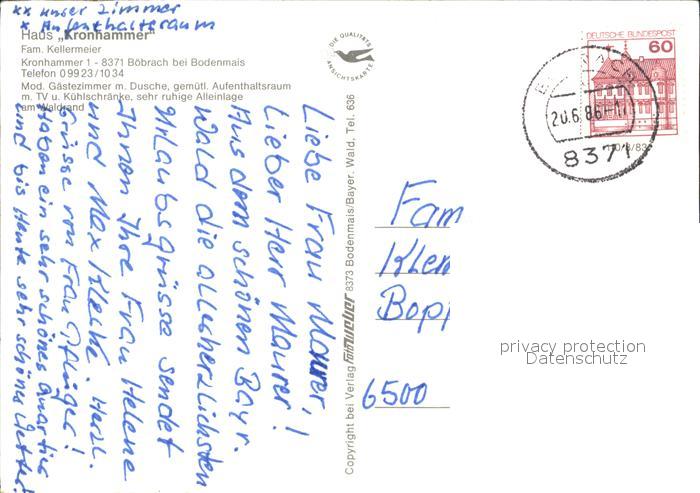 xx unser Zimmer
x Aufenthaltsraum
Haus „Kronhammer"
Fam. Kellermeier
Kronhammer 1 - 8371 Böbrach bei Bodenmais
Telefon 09923/1034
Mod. Gästezimmer m. Dusche, gemütl. Aufenthaltsraum
m. TV u. Kühlschränke, sehr ruhige Alleinlage
am Waldrand
Liebe Frau Maurer,
Lieber Herr Maurer!
Aus dem schönen Bayr.
Wald die allerherzlichsten
Urlaubsgrüsse sendet
Ihnen Ihre Frau Helene
und Max Klecke. Herzl.
Grüsse von Frau Pflüger!
Haben ein sehr schönes Quartier
und bis Heute sehr schönes Wetter!
DIE QUALITÄTS
ANSICHTSKARTE
Copyright bei Verlag foto weber 8373 Bodenmais/Bayer. Wald, Tel. 636
DEUTSCHE BUNDESPOST
60
20.6.86-1
8371
Fam
Klem
Bopp
6500
privacy protection
Datenschutz